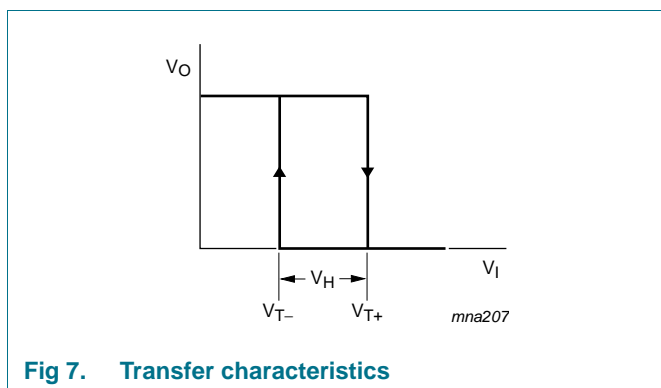 VO
VH
VI
VT− VT+
mna207
Fig 7. Transfer characteristics